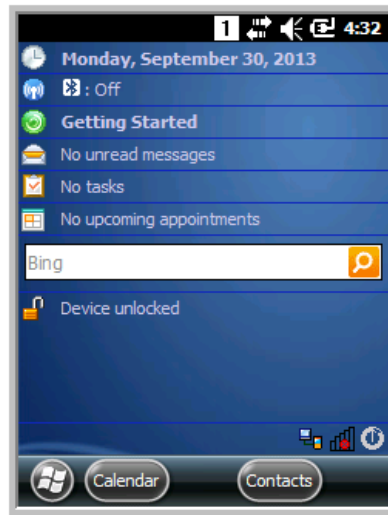 1 4:32
Monday, September 30, 2013
: Off
Getting Started
No unread messages
No tasks
No upcoming appointments
Bing
Device unlocked
Calendar Contacts